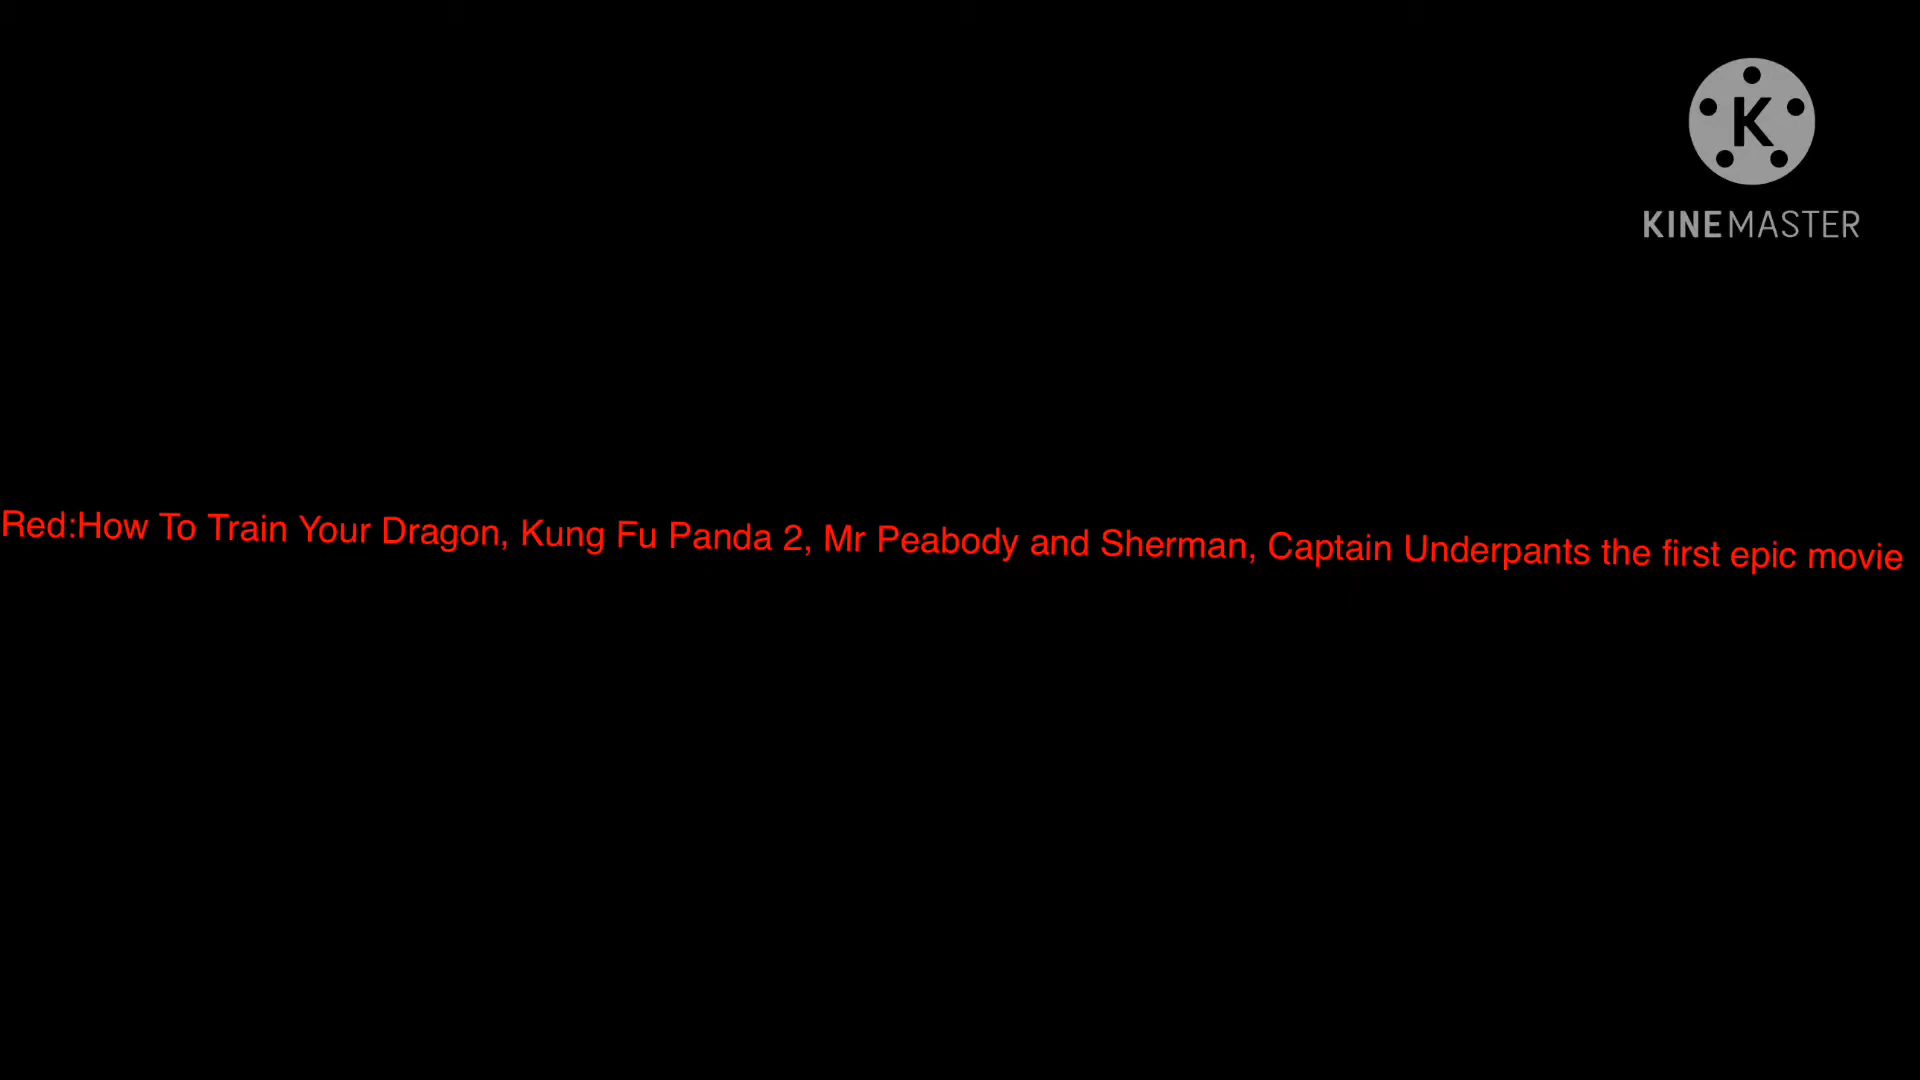 K
KINEMASTER
Red:How To Train Your Dragon, Kung Fu Panda 2, Mr Peabody and Sherman, Captain Underpants the first epic movie